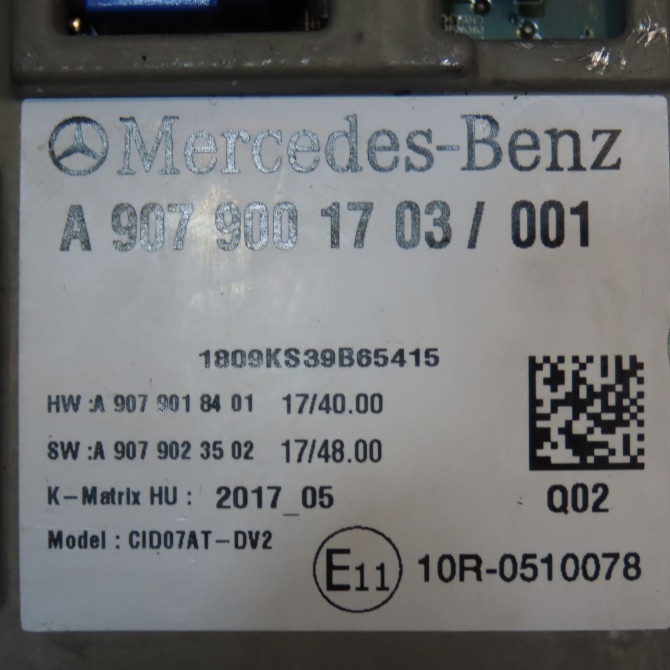 Mercedes-Benz
A 907 900 17 03 / 001
1809KS39B65415
HW :A 907 901 84 01 17/40.00
SW :A 907 902 35 02 17/48.00
K-Matrix HU : 2017_05
Q02
Model : CID07AT-DV2
E11 10R-0510078